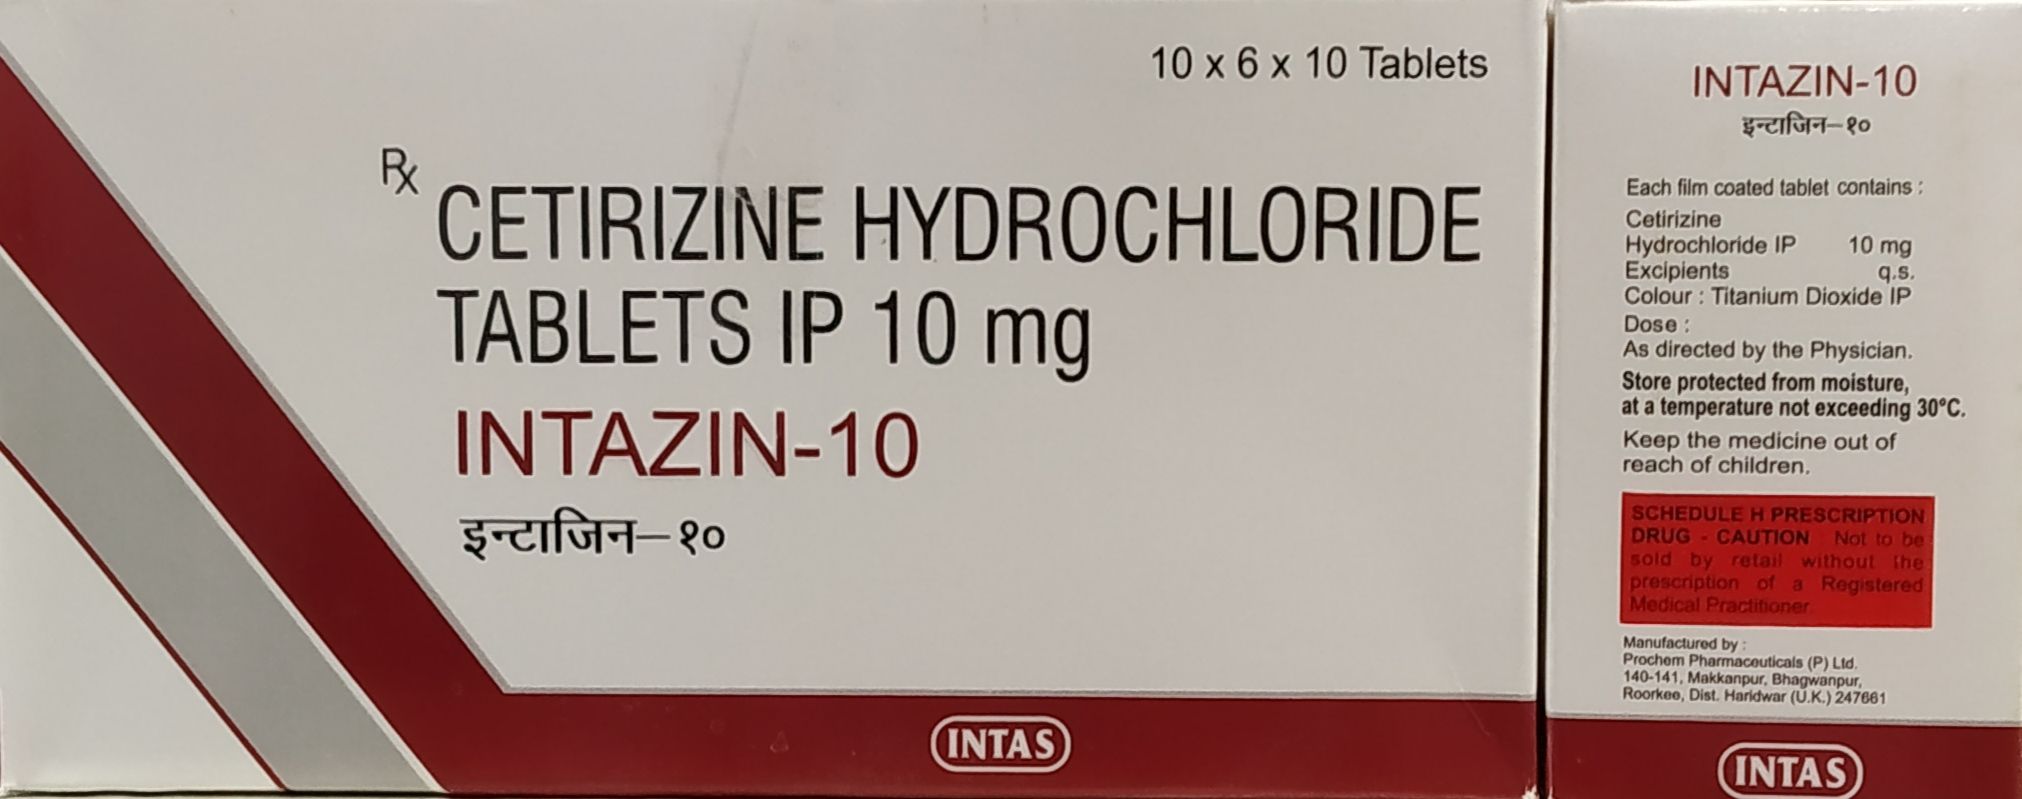 10 x 6 x 10 Tablets
Rx
CETIRIZINE HYDROCHLORIDE
TABLETS IP 10 mg
INTAZIN-10
इन्टाजिन–१०
INTAS
INTAZIN-10
इन्टाजिन–१०
Each film coated tablet contains :
Cetirizine
Hydrochloride IP 10 mg
Excipients q.s.
Colour : Titanium Dioxide IP
Dose :
As directed by the Physician.
Store protected from moisture,
at a temperature not exceeding 30°C.
Keep the medicine out of
reach of children.
SCHEDULE H PRESCRIPTION
DRUG - CAUTION Not to be
sold by retail without the
prescription of a Registered
Medical Practitioner
Manufactured by :
Prochem Pharmaceuticals (P) Ltd.
140-141, Makkanpur, Bhagwanpur,
Roorkee, Dist. Haridwar (U.K.) 247661
INTAS